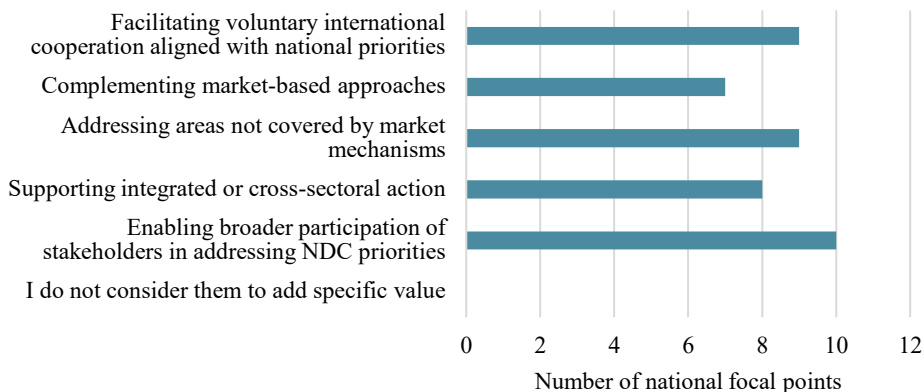 Facilitating voluntary international
cooperation aligned with national priorities
Complementing market-based approaches
Addressing areas not covered by market
mechanisms
Supporting integrated or cross-sectoral action
Enabling broader participation of
stakeholders in addressing NDC priorities
I do not consider them to add specific value
0 2 4 6 8 10 12
Number of national focal points